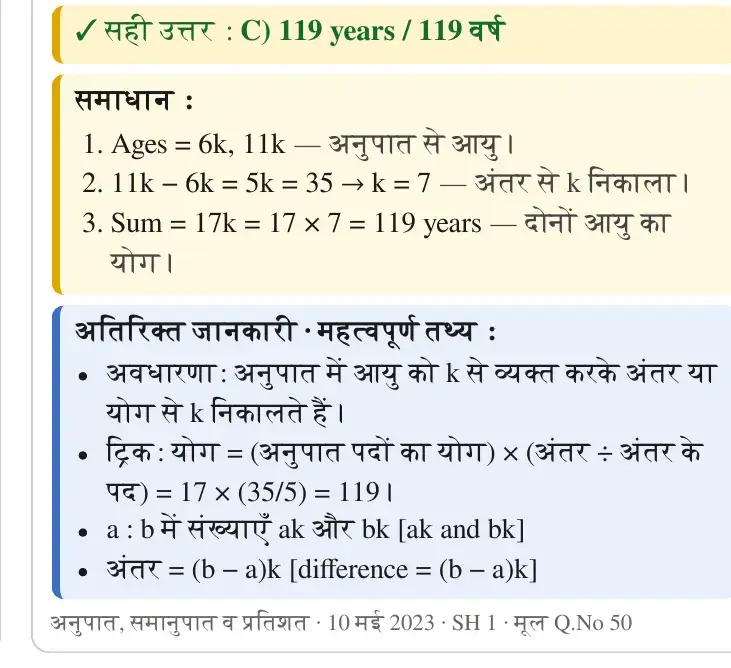 ✓ सही उत्तर : C) 119 years / 119 वर्ष
समाधान :
1. Ages = 6k, 11k — अनुपात से आयु।
2. 11k − 6k = 5k = 35 → k = 7 — अंतर से k निकाला।
3. Sum = 17k = 17 × 7 = 119 years — दोनों आयु का
योग।
अतिरिक्त जानकारी · महत्वपूर्ण तथ्य :
• अवधारणा : अनुपात में आयु को k से व्यक्त करके अंतर या
योग से k निकालते हैं।
• ट्रिक : योग = (अनुपात पदों का योग) × (अंतर ÷ अंतर के
पद) = 17 × (35/5) = 119।
• a : b में संख्याएँ ak और bk [ak and bk]
• अंतर = (b − a)k [difference = (b − a)k]
अनुपात, समानुपात व प्रतिशत · 10 मई 2023 · SH 1 · मूल Q.No 50